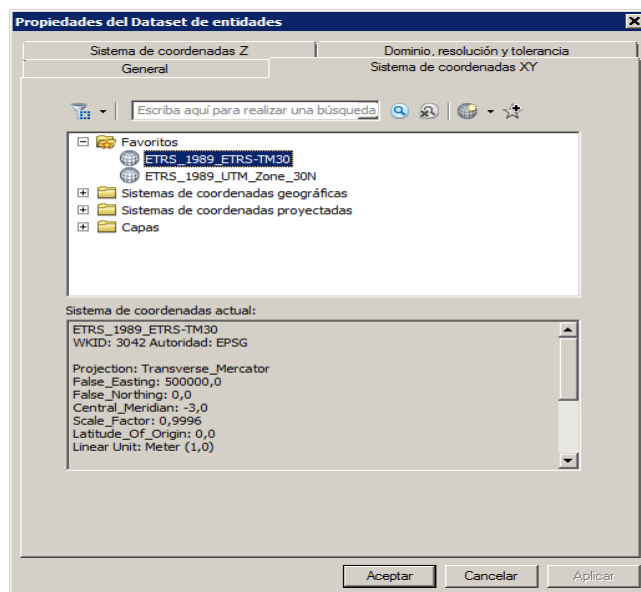 Propiedades del Dataset de entidades
Sistema de coordenadas Z
Dominio, resolución y tolerancia
General
Sistema de coordenadas XY
Escriba aquí para realizar una búsqueda
Favoritos
ETRS_1989_ETRS-TM30
ETRS_1989_UTM_Zone_30N
Sistemas de coordenadas geográficas
Sistemas de coordenadas proyectadas
Capas
Sistema de coordenadas actual:
ETRS_1989_ETRS-TM30
WKID: 3042 Autoridad: EPSG
Projection: Transverse_Mercator
False_Easting: 500000,0
False_Northing: 0,0
Central_Meridian: -3,0
Scale_Factor: 0,9996
Latitude_Of_Origin: 0,0
Linear Unit: Meter (1,0)
Aceptar
Cancelar
Aplicar